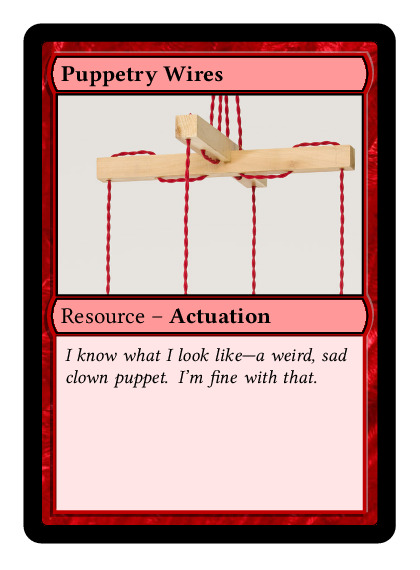 Puppetry Wires
Resource – Actuation
I know what I look like—a weird, sad
clown puppet. I'm fine with that.